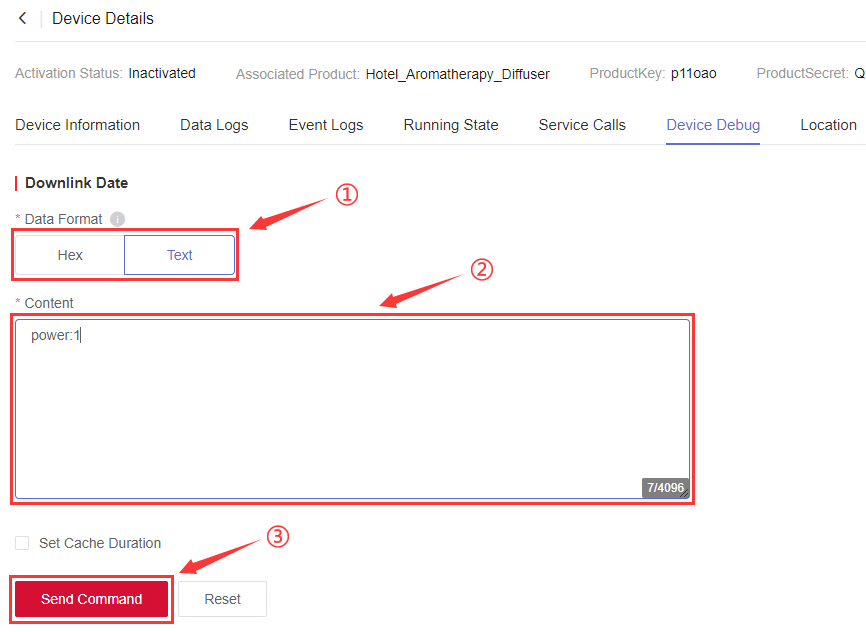 Device Details
Activation Status: Inactivated Associated Product: Hotel_Aromatherapy_Diffuser ProductKey: p11oao ProductSecret: Q
Device Information Data Logs Event Logs Running State Service Calls Device Debug Location
Downlink Date
①
* Data Format i
Hex Text
②
* Content
power:1
7/4096
③
Set Cache Duration
Send Command Reset